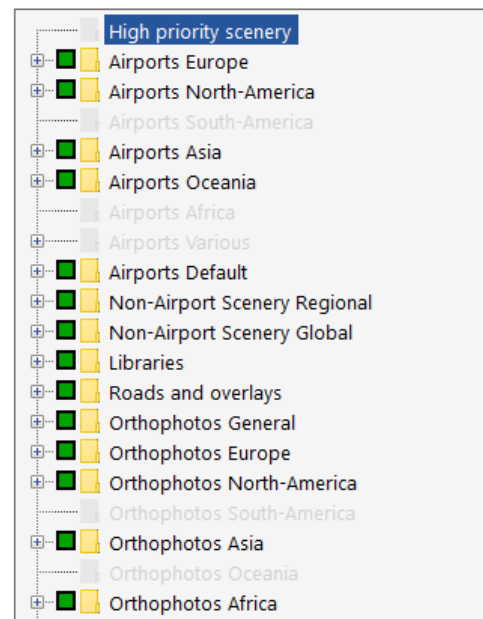 High priority scenery
Airports Europe
Airports North-America
Airports South-America
Airports Asia
Airports Oceania
Airports Africa
Airports Various
Airports Default
Non-Airport Scenery Regional
Non-Airport Scenery Global
Libraries
Roads and overlays
Orthophotos General
Orthophotos Europe
Orthophotos North-America
Orthophotos South-America
Orthophotos Asia
Orthophotos Oceania
Orthophotos Africa